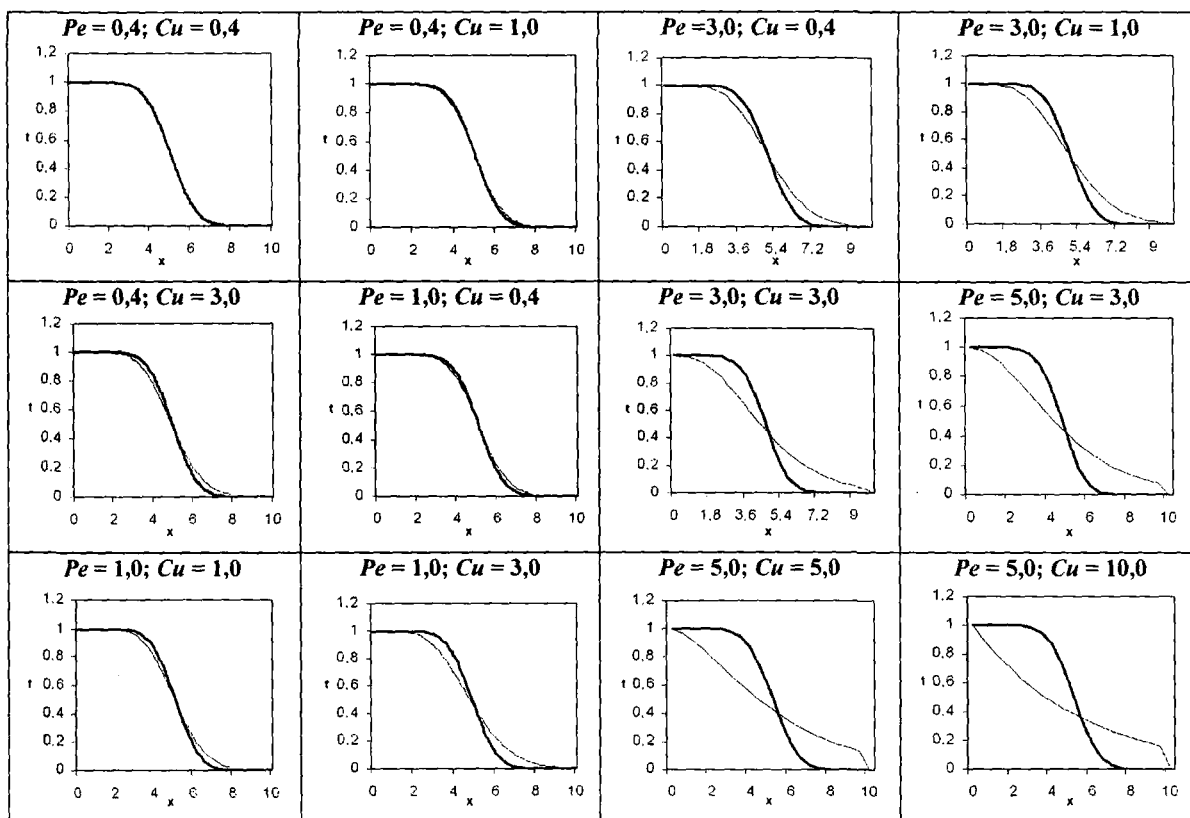 Pe = 0,4; Cu = 0,4
1,2
1
0,8
t 0,6
0,4
0,2
0
0 2 4 6 8 10
x
Pe = 0,4; Cu = 1,0
1,2
1
0,8
t 0,6
0,4
0,2
0
0 2 4 6 8 10
x
Pe =3,0; Cu = 0,4
1,2
1
0,8
t 0,6
0,4
0,2
0
0 1,8 3,6 5,4 7,2 9
x
Pe = 3,0; Cu = 1,0
1,2
1
0,8
t 0,6
0,4
0,2
0
0 1,8 3,6 5,4 7,2 9
x
Pe = 0,4; Cu = 3,0
1,2
1
0,8
t 0,6
0,4
0,2
0
0 2 4 6 8 10
x
Pe = 1,0; Cu = 0,4
1,2
1
0,8
t 0,6
0,4
0,2
0
0 2 4 6 8 10
x
Pe = 3,0; Cu = 3,0
1,2
1
0,8
t 0,6
0,4
0,2
0
0 1,8 3,6 5,4 7,2 9
x
Pe = 5,0; Cu = 3,0
1,2
1
0,8
t 0,6
0,4
0,2
0
0 2 4 6 8 10
x
Pe = 1,0; Cu = 1,0
1,2
1
0,8
t 0,6
0,4
0,2
0
0 2 4 6 8 10
x
Pe = 1,0; Cu = 3,0
1,2
1
0,8
t 0,6
0,4
0,2
0
0 2 4 6 8 10
x
Pe = 5,0; Cu = 5,0
1,2
1
0,8
t 0,6
0,4
0,2
0
0 2 4 6 8 10
x
Pe = 5,0; Cu = 10,0
1,2
1
0,8
t 0,6
0,4
0,2
0
0 2 4 6 8 10
x